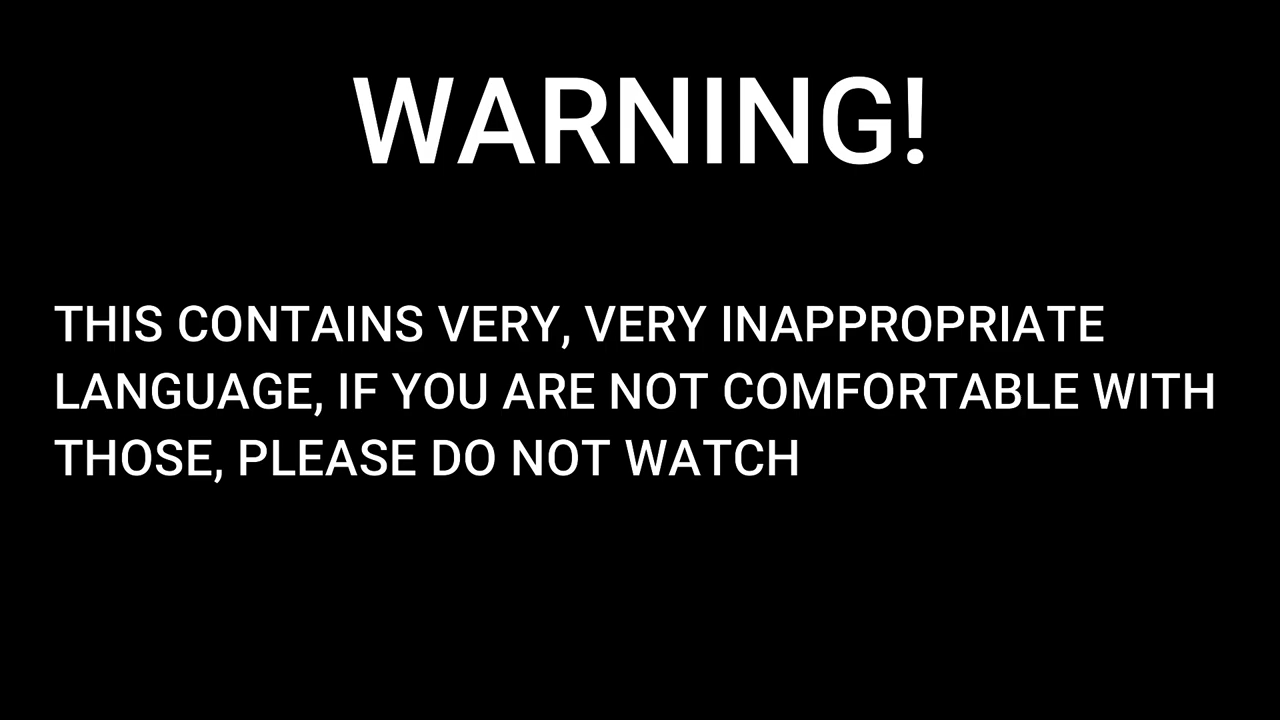 WARNING!
THIS CONTAINS VERY, VERY INAPPROPRIATE
LANGUAGE, IF YOU ARE NOT COMFORTABLE WITH
THOSE, PLEASE DO NOT WATCH